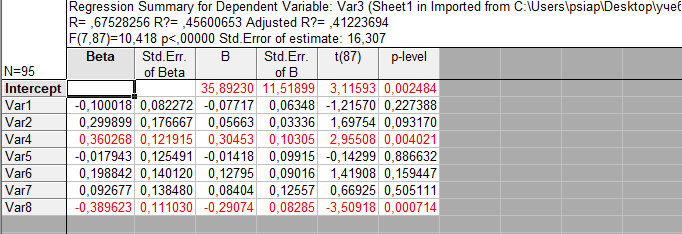 Regression Summary for Dependent Variable: Var3 (Sheet1 in Imported from C:\Users\psiap\Desktop\учеб
R= ,67528256 R?= ,45600653 Adjusted R?= ,41223694
F(7,87)=10,418 p<,00000 Std.Error of estimate: 16,307
N=95 Beta Std.Err. of Beta B Std.Err. of B t(87) p-level
Intercept 35,89230 11,51899 3,11593 0,002484
Var1 -0,100018 0,082272 -0,07717 0,06348 -1,21570 0,227388
Var2 0,299899 0,176667 0,05663 0,03336 1,69754 0,093170
Var4 0,360268 0,121915 0,30453 0,10305 2,95508 0,004021
Var5 -0,017943 0,125491 -0,01418 0,09915 -0,14299 0,886632
Var6 0,198842 0,140120 0,12795 0,09016 1,41908 0,159447
Var7 0,092677 0,138480 0,08404 0,12557 0,66925 0,505111
Var8 -0,389623 0,111030 -0,29074 0,08285 -3,50918 0,000714